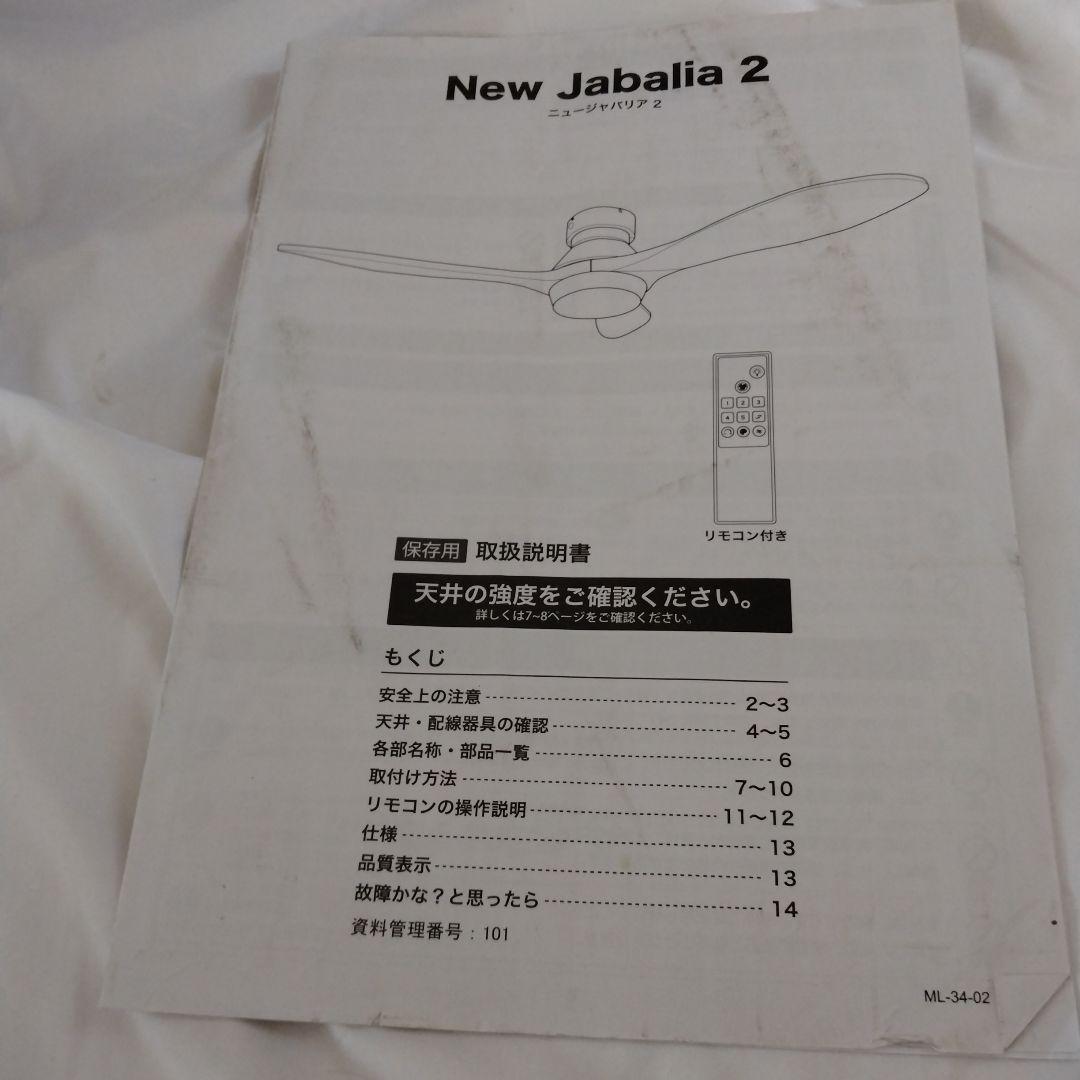 New Jabalia 2
ニュージャバリア 2
1 2 3
4 5
リモコン付き
保存用 取扱説明書
天井の強度をご確認ください。
詳しくは7~8ページをご確認ください。
もくじ
安全上の注意 2〜3
天井・配線器具の確認 4〜5
各部名称・部品一覧 6
取付け方法 7〜10
リモコンの操作説明 11〜12
仕様 13
品質表示 13
故障かな？と思ったら 14
資料管理番号：101
ML-34-02